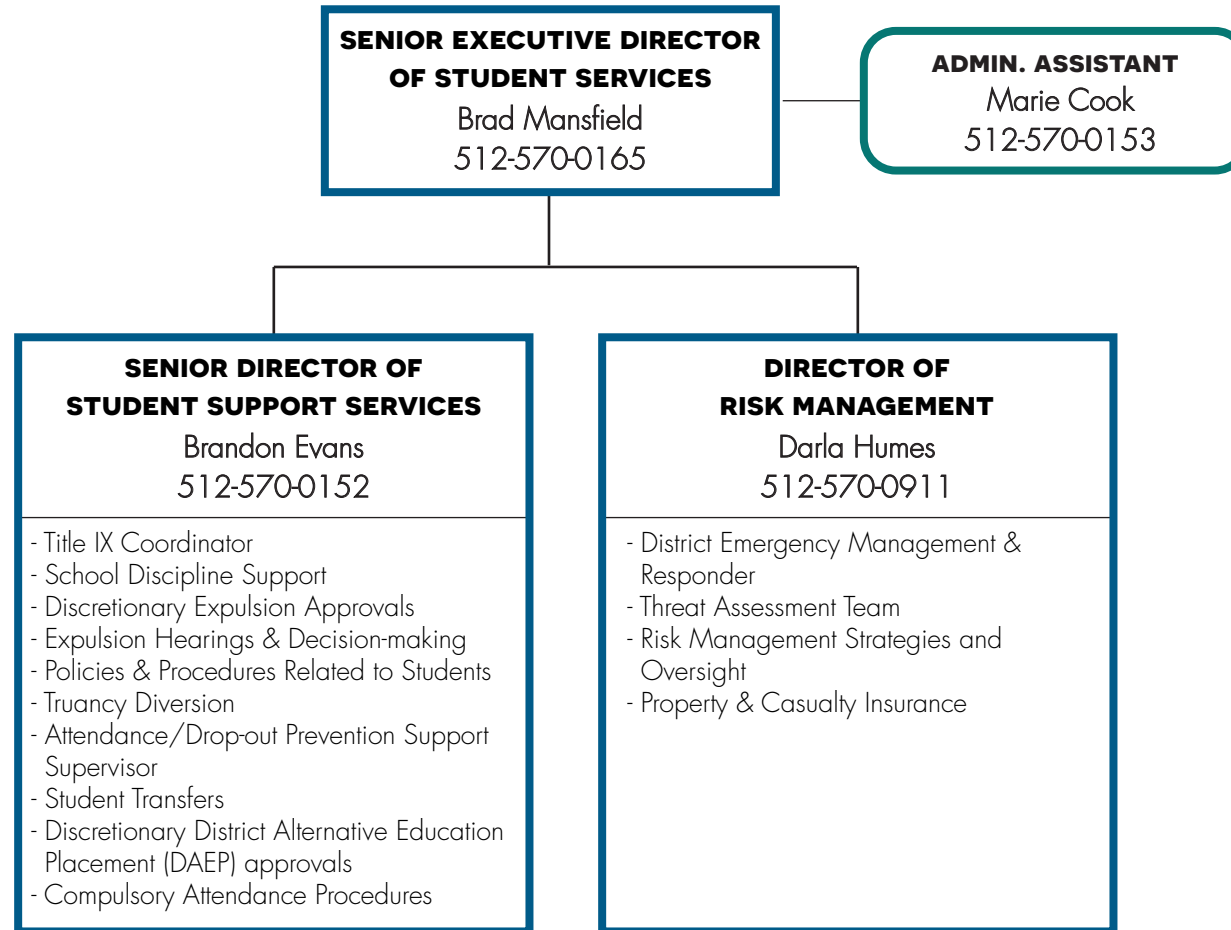 SENIOR EXECUTIVE DIRECTOR
OF STUDENT SERVICES
Brad Mansfield
512-570-0165
ADMIN. ASSISTANT
Marie Cook
512-570-0153
SENIOR DIRECTOR OF
STUDENT SUPPORT SERVICES
Brandon Evans
512-570-0152
- Title IX Coordinator
- School Discipline Support
- Discretionary Expulsion Approvals
- Expulsion Hearings & Decision-making
- Policies & Procedures Related to Students
- Truancy Diversion
- Attendance/Drop-out Prevention Support
Supervisor
- Student Transfers
- Discretionary District Alternative Education
Placement (DAEP) approvals
- Compulsory Attendance Procedures
DIRECTOR OF
RISK MANAGEMENT
Darla Humes
512-570-0911
- District Emergency Management &
Responder
- Threat Assessment Team
- Risk Management Strategies and
Oversight
- Property & Casualty Insurance